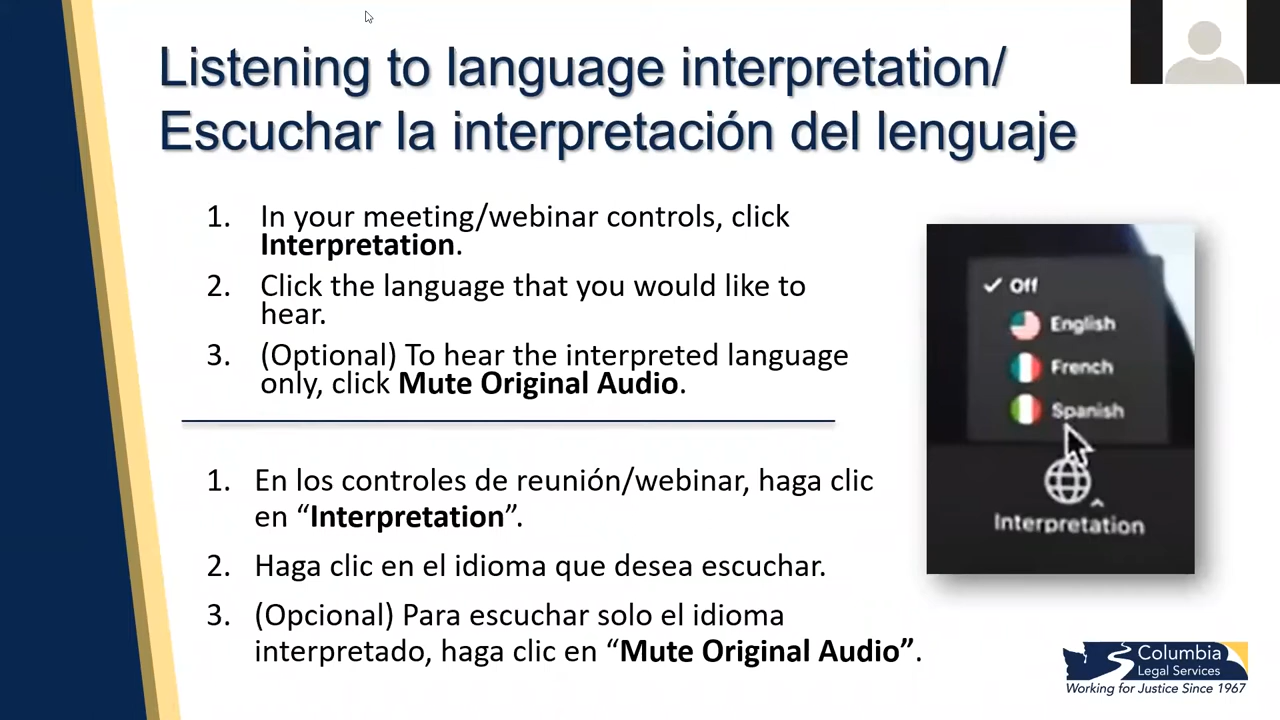 Listening to language interpretation/
Escuchar la interpretación del lenguaje
1. In your meeting/webinar controls, click
Interpretation.
2. Click the language that you would like to
hear.
3. (Optional) To hear the interpreted language
only, click Mute Original Audio.
1. En los controles de reunión/webinar, haga clic
en “Interpretation”.
2. Haga clic en el idioma que desea escuchar.
3. (Opcional) Para escuchar solo el idioma
interpretado, haga clic en “Mute Original Audio”.
Off
English
French
Spanish
Interpretation
Columbia
Legal Services
Working for Justice Since 1967